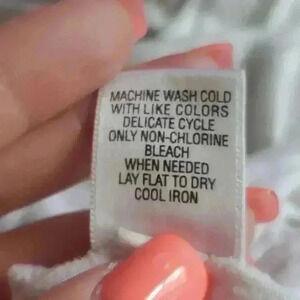 MACHINE WASH COLD
WITH LIKE COLORS
DELICATE CYCLE
ONLY NON-CHLORINE
BLEACH
WHEN NEEDED
LAY FLAT TO DRY
COOL IRON